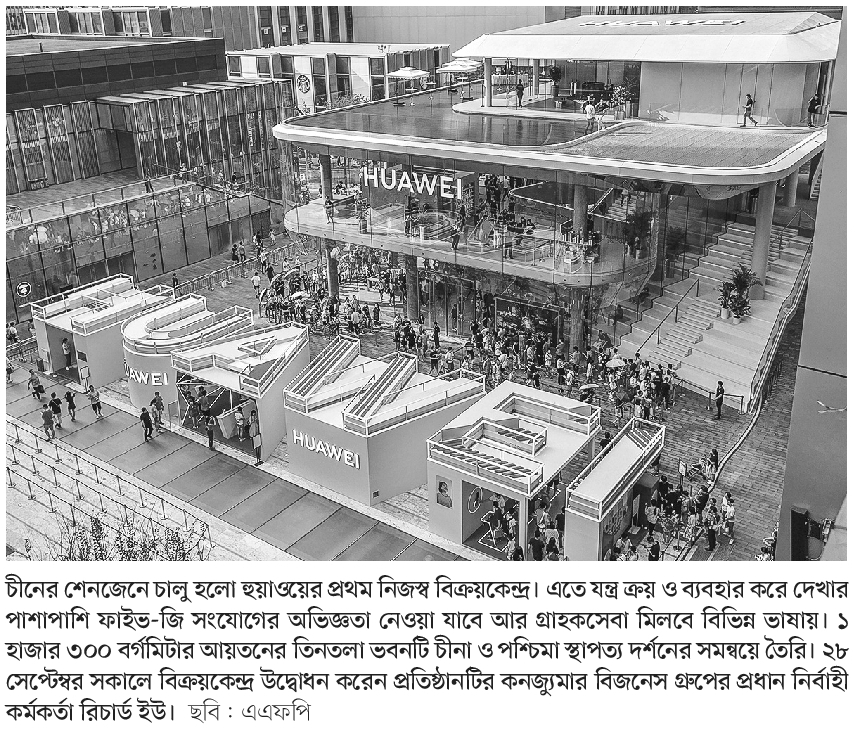 HUAWEI
HUAWEI
HUAWEI
HUAWEI
HUAWEI
চীনের শেনজেনে চালু হলো হুয়াওয়ের প্রথম নিজস্ব বিক্রয়কেন্দ্র। এতে যন্ত্র ক্রয় ও ব্যবহার করে দেখার
পাশাপাশি ফাইভ-জি সংযোগের অভিজ্ঞতা নেওয়া যাবে আর গ্রাহকসেবা মিলবে বিভিন্ন ভাষায়। ১
হাজার ৩০০ বর্গমিটার আয়তনের তিনতলা ভবনটি চীনা ও পশ্চিমা স্থাপত্য দর্শনের সমন্বয়ে তৈরি। ২৮
সেপ্টেম্বর সকালে বিক্রয়কেন্দ্র উদ্বোধন করেন প্রতিষ্ঠানটির কনজ্যুমার বিজনেস গ্রুপের প্রধান নির্বাহী
কর্মকর্তা রিচার্ড ইউ। ছবি : এএফপি